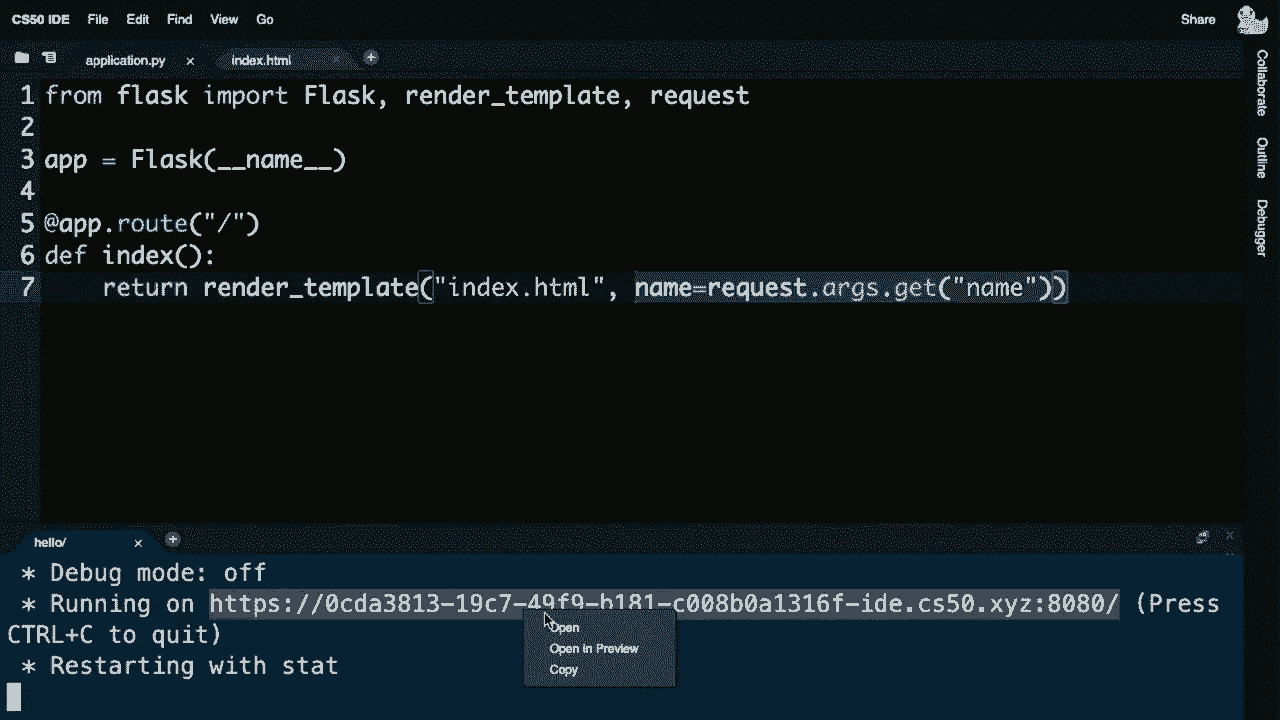 CS50 IDE File Edit Find View Go Share
application.py × index.html × +
Collaborate
Outline
Debugger
1 from flask import Flask, render_template, request
2
3 app = Flask(__name__)
4
5 @app.route("/")
6 def index():
7 return render_template("index.html", name=request.args.get("name"))
hello/ × +
* Debug mode: off
* Running on https://0cda3813-19c7-49f9-b181-c008b0a1316f-ide.cs50.xyz:8080/ (Press
CTRL+C to quit)
* Restarting with stat
Open
Open in Preview
Copy